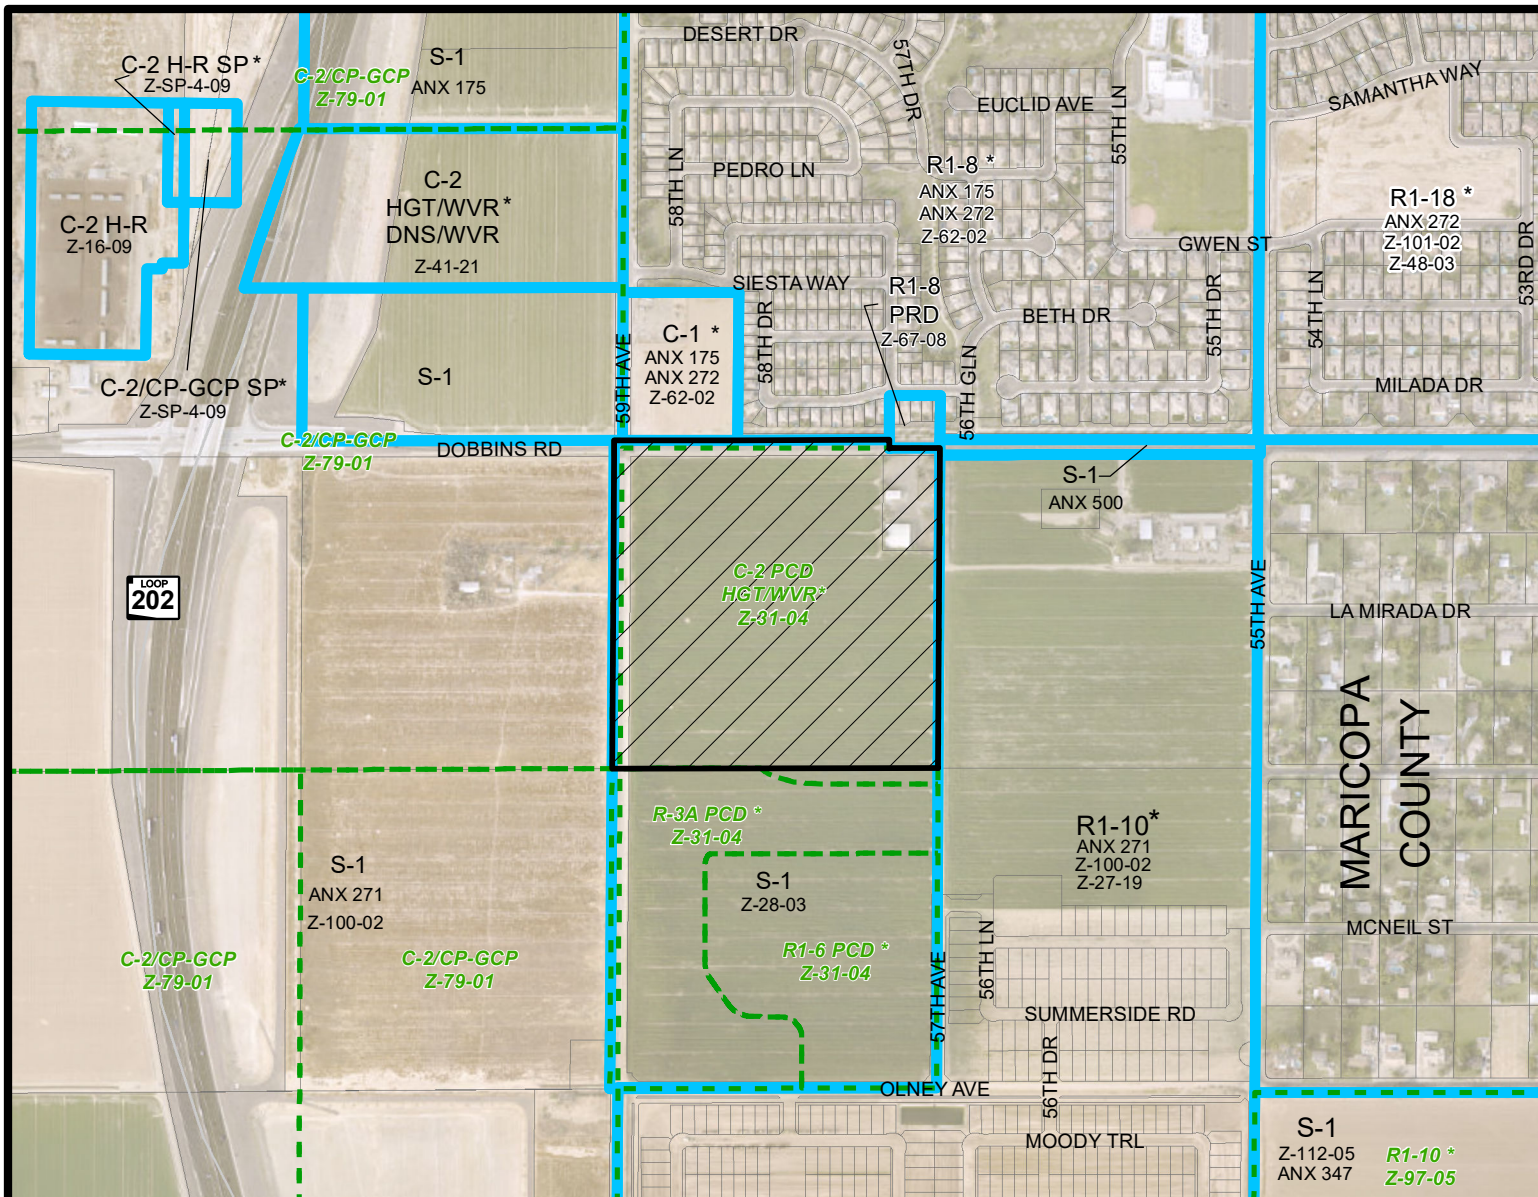 DESERT DR
57TH DR
S-1
ANX 175
C-2 H-R SP *
Z-SP-4-09
C-2/CP-GCP
Z-79-01
EUCLID AVE
55TH LN
SAMANTHA WAY
58TH LN
PEDRO LN
R1-8 *
ANX 175
ANX 272
Z-62-02
C-2
HGT/WVR *
DNS/WVR
Z-41-21
R1-18 *
ANX 272
Z-101-02
Z-48-03
C-2 H-R
Z-16-09
GWEN ST
53RD DR
SIESTA WAY
R1-8
PRD
Z-67-08
58TH DR
BETH DR
55TH DR
54TH LN
C-1 *
ANX 175
ANX 272
Z-62-02
59TH AVE
56TH GLN
S-1
C-2/CP-GCP SP*
Z-SP-4-09
MILADA DR
C-2/CP-GCP
Z-79-01
DOBBINS RD
S-1
ANX 500
LOOP
202
C-2 PCD
HGT/WVR*
Z-31-04
55TH AVE
LA MIRADA DR
MARICOPA
COUNTY
R-3A PCD *
Z-31-04
R1-10*
ANX 271
Z-100-02
Z-27-19
S-1
ANX 271
Z-100-02
S-1
Z-28-03
MCNEIL ST
C-2/CP-GCP
Z-79-01
C-2/CP-GCP
Z-79-01
R1-6 PCD *
Z-31-04
57TH AVE
56TH LN
SUMMERSIDE RD
56TH DR
OLNEY AVE
MOODY TRL
S-1
Z-112-05
ANX 347
R1-10 *
Z-97-05